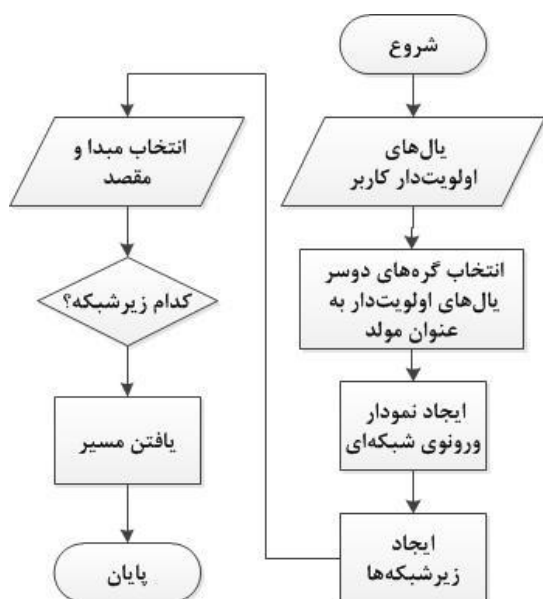 شروع
یال‌های
اولویت‌دار کاربر
انتخاب گره‌های دوسر
یال‌های اولویت‌دار به
عنوان مولد
ایجاد نمودار
ورونوی شبکه‌ای
ایجاد
زیرشبکه‌ها
انتخاب مبدا و
مقصد
کدام زیرشبکه؟
یافتن مسیر
پایان